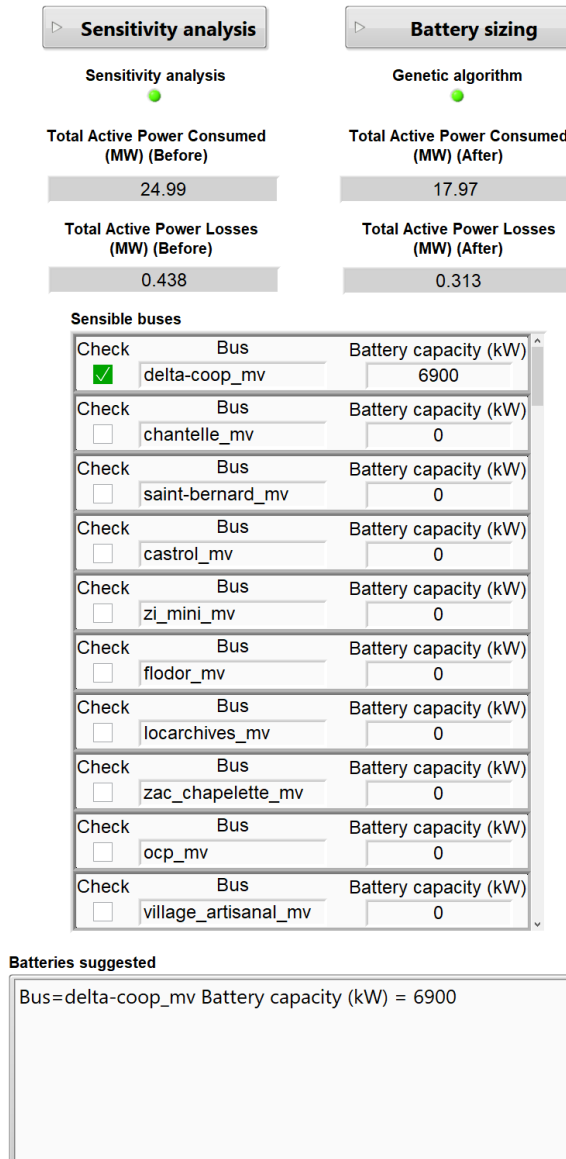 Sensitivity analysis
Battery sizing
Sensitivity analysis
Genetic algorithm
Total Active Power Consumed
(MW) (Before)
Total Active Power Consumed
(MW) (After)
24.99
17.97
Total Active Power Losses
(MW) (Before)
Total Active Power Losses
(MW) (After)
0.438
0.313
Sensible buses
Check Bus Battery capacity (kW)
delta-coop_mv 6900
Check Bus Battery capacity (kW)
chantelle_mv 0
Check Bus Battery capacity (kW)
saint-bernard_mv 0
Check Bus Battery capacity (kW)
castrol_mv 0
Check Bus Battery capacity (kW)
zi_mini_mv 0
Check Bus Battery capacity (kW)
flodor_mv 0
Check Bus Battery capacity (kW)
locarchives_mv 0
Check Bus Battery capacity (kW)
zac_chapelette_mv 0
Check Bus Battery capacity (kW)
ocp_mv 0
Check Bus Battery capacity (kW)
village_artisanal_mv 0
Batteries suggested
Bus=delta-coop_mv Battery capacity (kW) = 6900